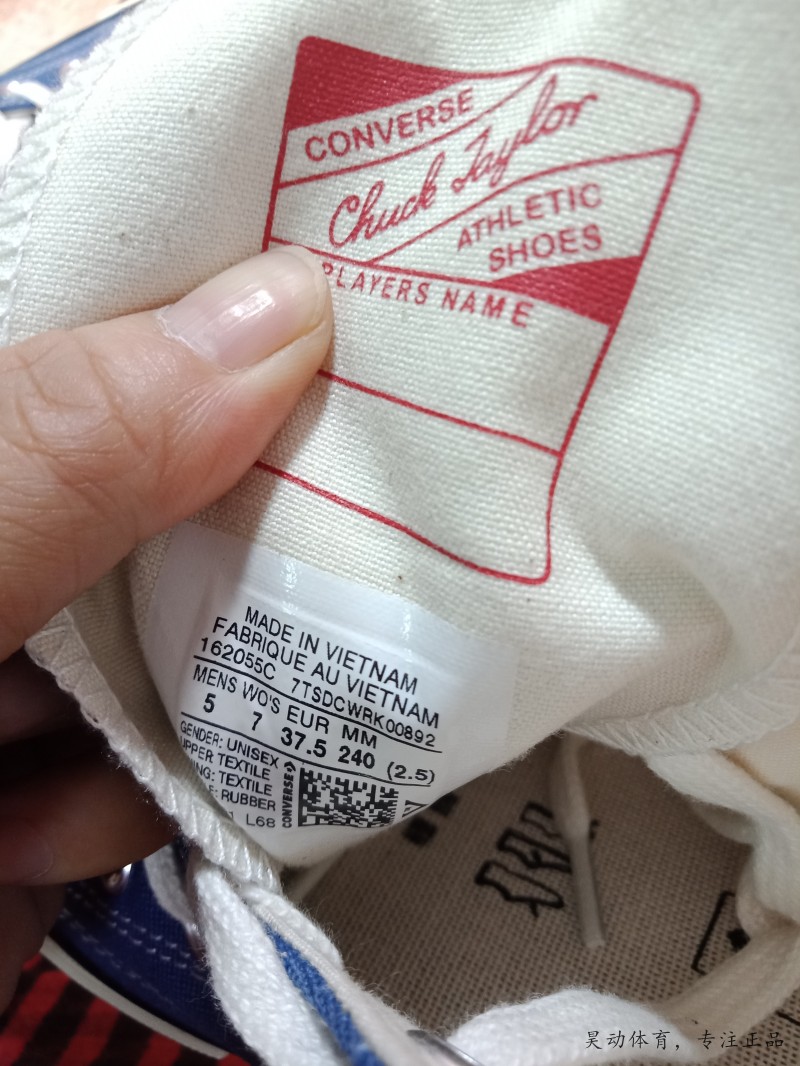 CONVERSE
Chuck Taylor
ATHLETIC
SHOES
PLAYERS NAME
MADE IN VIETNAM
FABRIQUE AU VIETNAM
162055C 7TSDCWRK00892
MENS WO'S EUR MM
5 7 37.5 240 (2.5)
GENDER: UNISEX
UPPER TEXTILE
TEXTILE
RUBBER
L68
CONVERSE
昊动体育，专注正品